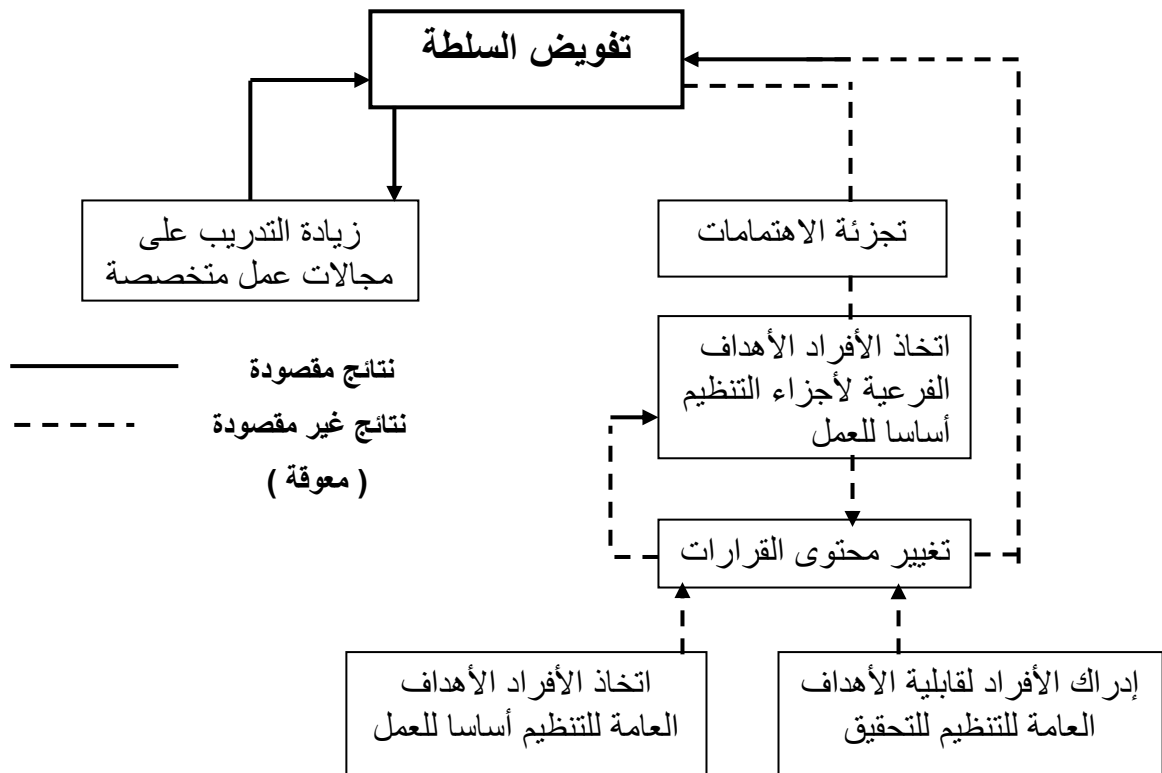 تفويض السلطة
زيادة التدريب على
مجالات عمل متخصصة
تجزئة الاهتمامات
اتخاذ الأفراد الأهداف
الفرعية لأجزاء التنظيم
أساسا للعمل
نتائج مقصودة
نتائج غير مقصودة
( معوقة )
تغيير محتوى القرارات
إدراك الأفراد لقابلية الأهداف
العامة للتنظيم للتحقيق
اتخاذ الأفراد الأهداف
العامة للتنظيم أساسا للعمل